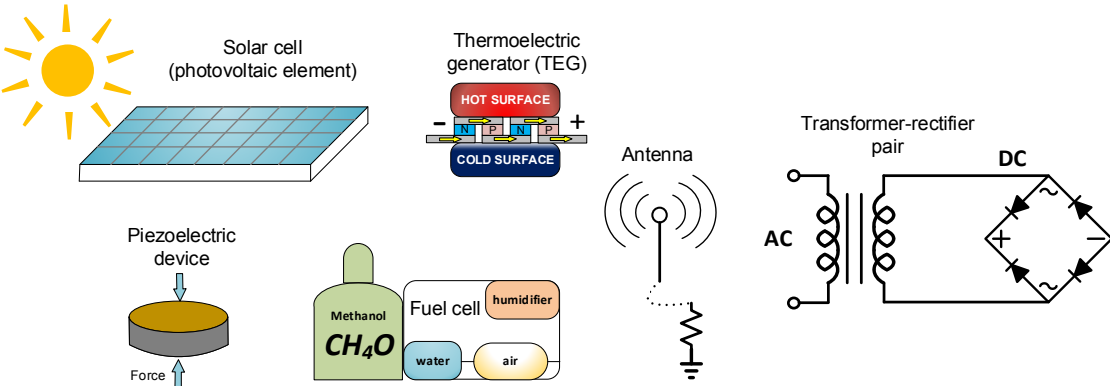 Solar cell
(photovoltaic element)
Thermoelectric
generator (TEG)
HOT SURFACE
- +
N P N P
COLD SURFACE
Antenna
Transformer-rectifier
pair
DC
AC
~
+ −
~
Piezoelectric
device
Force
Methanol
CH₄O
Fuel cell
humidifier
water
air